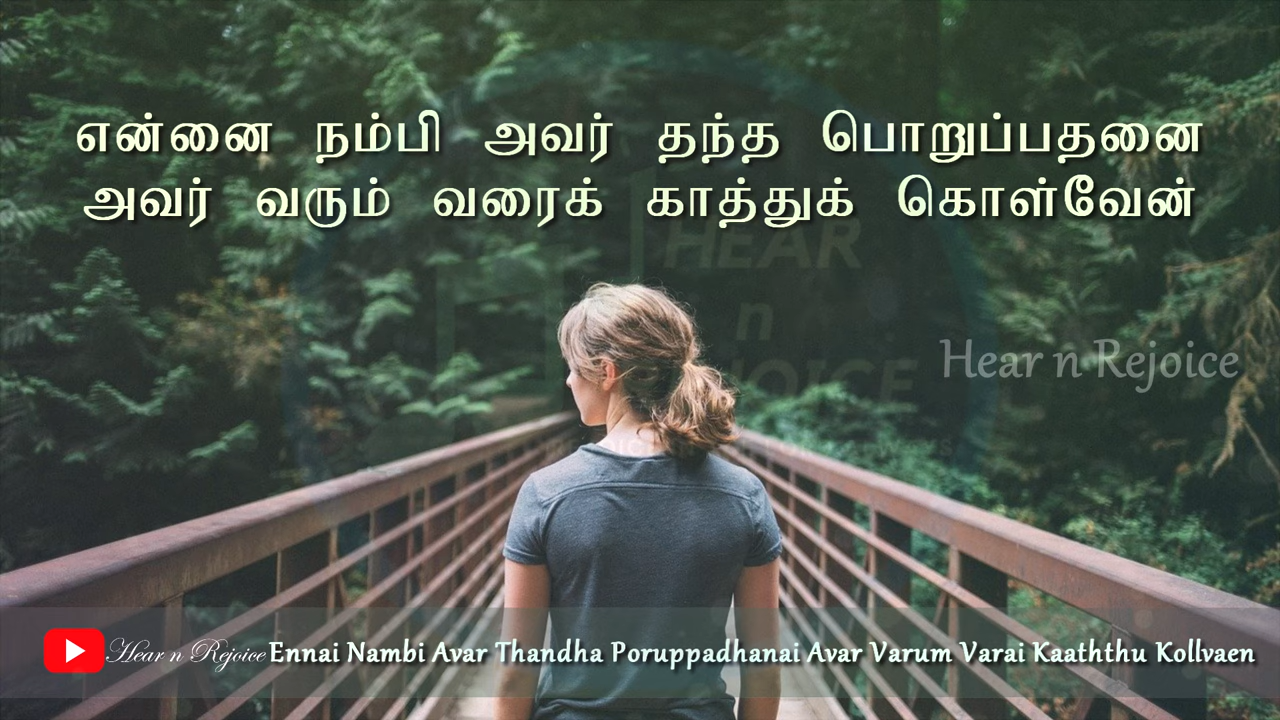 என்னை நம்பி அவர் தந்த பொறுப்பதனை
அவர் வரும் வரைக் காத்துக் கொள்வேன்
HEAR
n
Hear n Rejoice
Hear n Rejoice Ennai Nambi Avar Thandha Poruppadhanai Avar Varum Varai Kaaththu Kollvaen